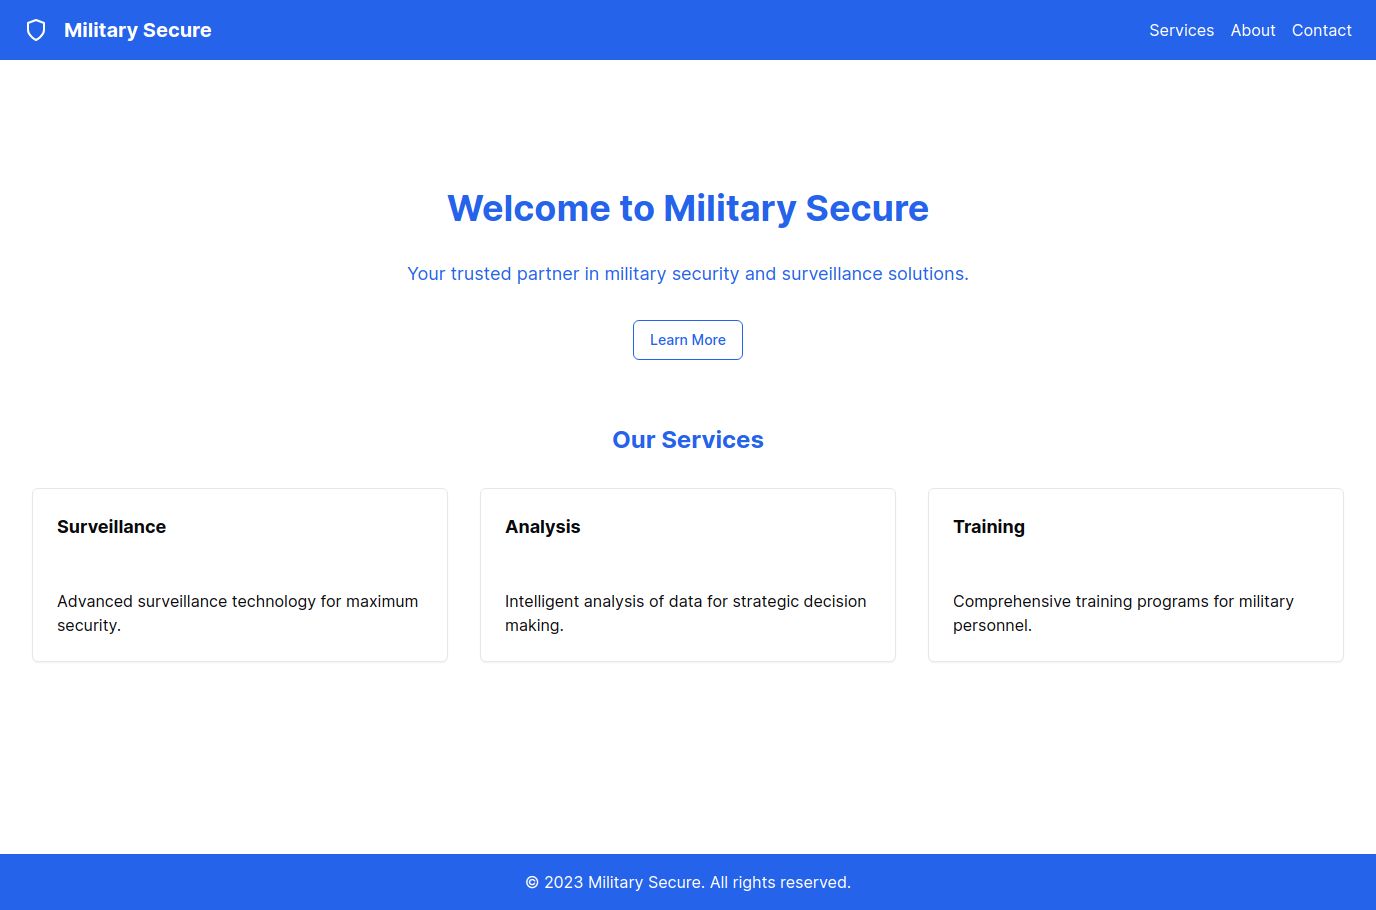 Military Secure
Services About Contact
Welcome to Military Secure
Your trusted partner in military security and surveillance solutions.
Learn More
Our Services
Surveillance
Advanced surveillance technology for maximum
security.
Analysis
Intelligent analysis of data for strategic decision
making.
Training
Comprehensive training programs for military
personnel.
© 2023 Military Secure. All rights reserved.